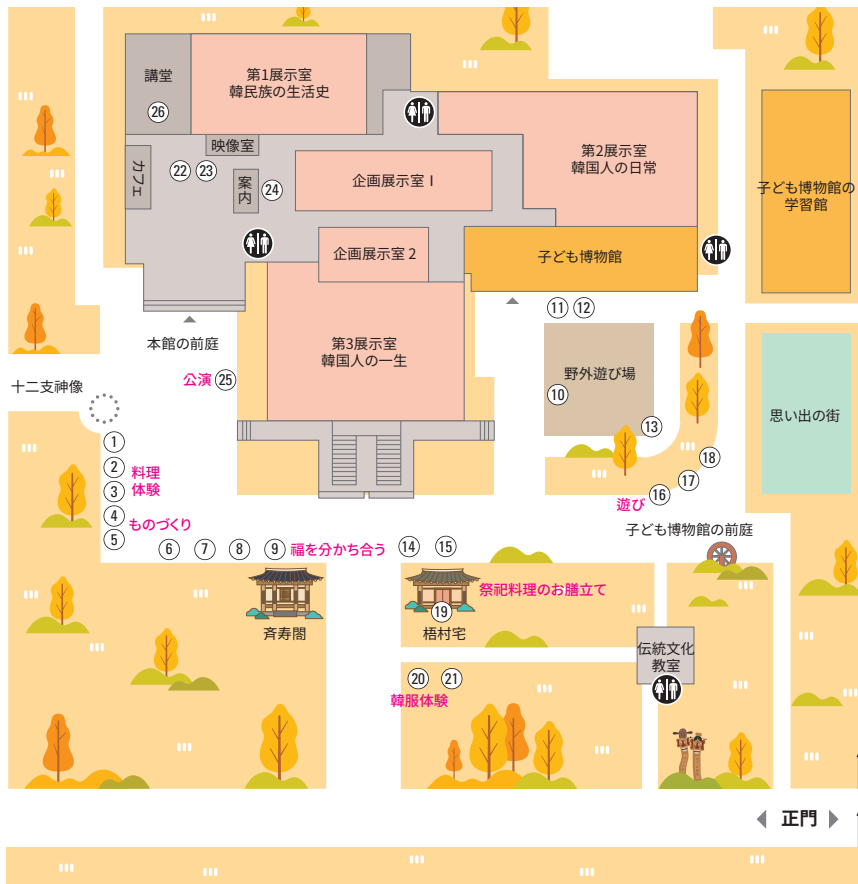 講堂
㉖
第1展示室
韓民族の生活史
映像室
カフェ
㉒ ㉓
案内
㉔
企画展示室 I
第2展示室
韓国人の日常
子ども博物館の
学習館
企画展示室 2
子ども博物館
⑪ ⑫
本館の前庭
第3展示室
韓国人の一生
公演 ㉕
野外遊び場
⑩
⑬
思い出の街
十二支神像
①
②
③
料理
体験
④
⑤
ものづくり
⑥ ⑦ ⑧ ⑨ 福を分かち合う
⑭ ⑮
遊び ⑯ ⑰ ⑱
子ども博物館の前庭
斉寿閣
祭祀料理のお膳立て
⑲
梧村宅
伝統文化
教室
⑳ ㉑
韓服体験
正門